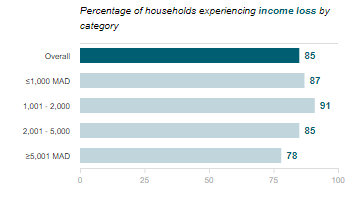 Percentage of households experiencing income loss by
category
Overall 85
≤1,000 MAD 87
1,001 - 2,000 91
2,001 - 5,000 85
≥5,001 MAD 78
0 25 50 75 100